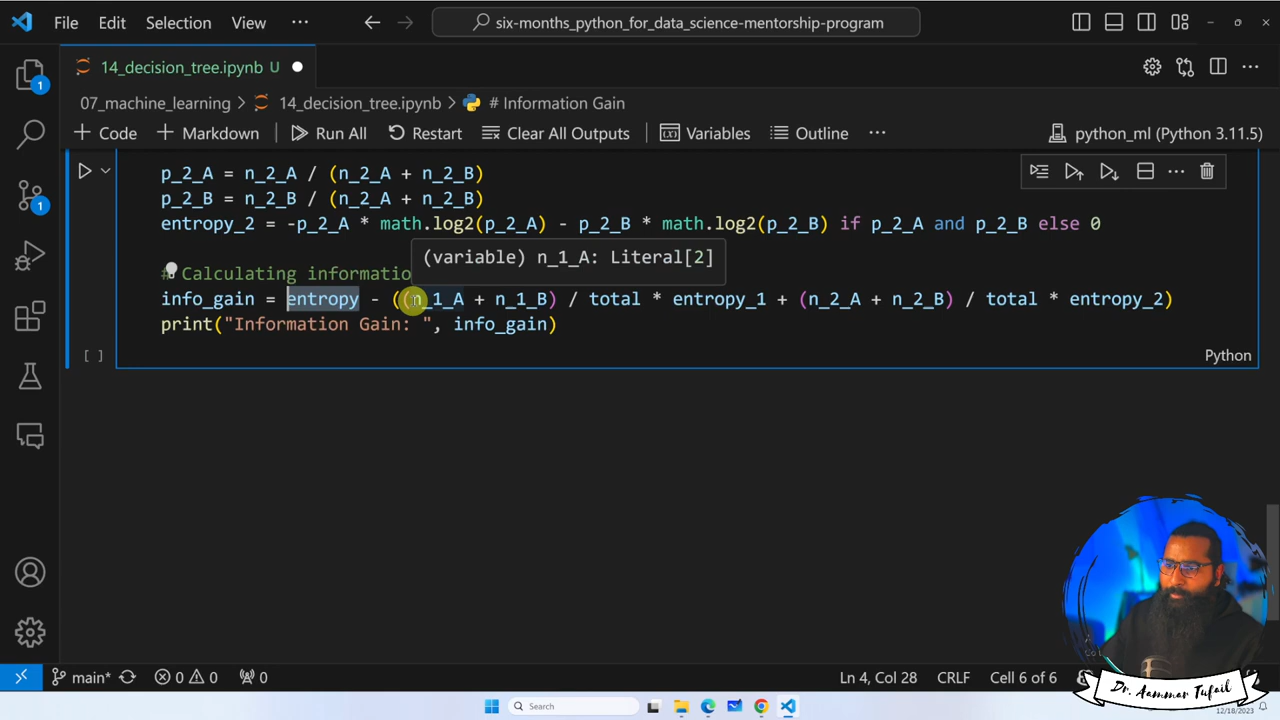 File Edit Selection View ··· six-months_python_for_data_science-mentorship-program
14_decision_tree.ipynb U
07_machine_learning > 14_decision_tree.ipynb > # Information Gain
+ Code + Markdown Run All Restart Clear All Outputs Variables Outline ··· python_ml (Python 3.11.5)
p_2_A = n_2_A / (n_2_A + n_2_B)
p_2_B = n_2_B / (n_2_A + n_2_B)
entropy_2 = -p_2_A * math.log2(p_2_A) - p_2_B * math.log2(p_2_B) if p_2_A and p_2_B else 0
(variable) n_1_A: Literal[2]
# Calculating informatio
info_gain = entropy - ((n_1_A + n_1_B) / total * entropy_1 + (n_2_A + n_2_B) / total * entropy_2)
print("Information Gain: ", info_gain)
[ ] Python
1
1
main* 0 0 0 Ln 4, Col 28 CRLF Cell 6 of 6
Dr. Aammar Tufail
Search
12/18/2023